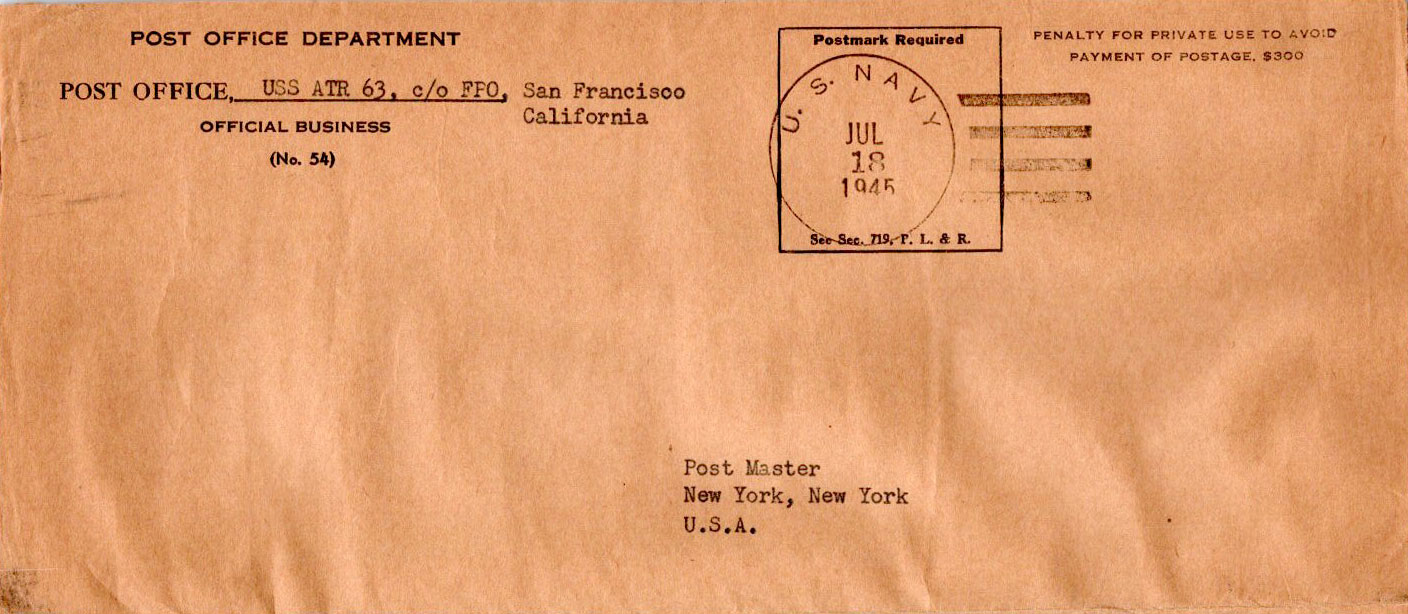 POST OFFICE DEPARTMENT
POST OFFICE, USS ATR 63, c/o FPO, San Francisco
California
OFFICIAL BUSINESS
(No. 54)
Postmark Required
U. S. NAVY
JUL
18
1945
See Sec. 719, P. L. & R.
PENALTY FOR PRIVATE USE TO AVOID
PAYMENT OF POSTAGE, $300
Post Master
New York, New York
U.S.A.